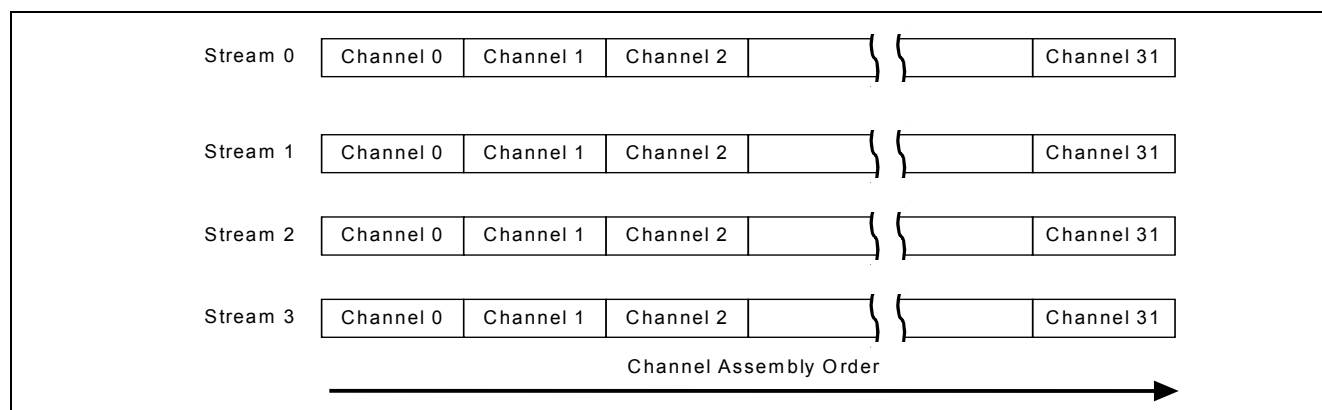 Stream 0 Channel 0 Channel 1 Channel 2 Channel 31
Stream 1 Channel 0 Channel 1 Channel 2 Channel 31
Stream 2 Channel 0 Channel 1 Channel 2 Channel 31
Stream 3 Channel 0 Channel 1 Channel 2 Channel 31
Channel Assembly Order